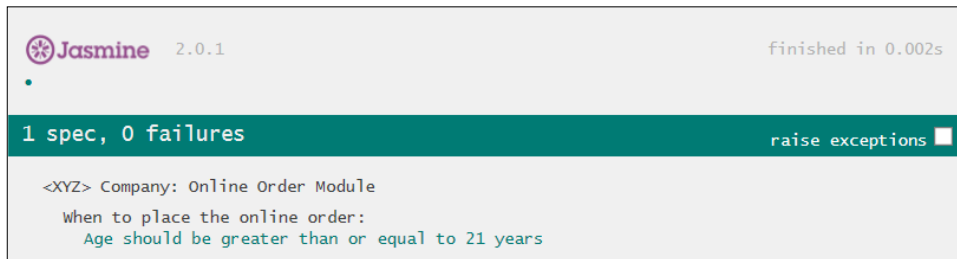 Jasmine 2.0.1 finished in 0.002s
1 spec, 0 failures raise exceptions
<XYZ> Company: Online Order Module
When to place the online order:
Age should be greater than or equal to 21 years